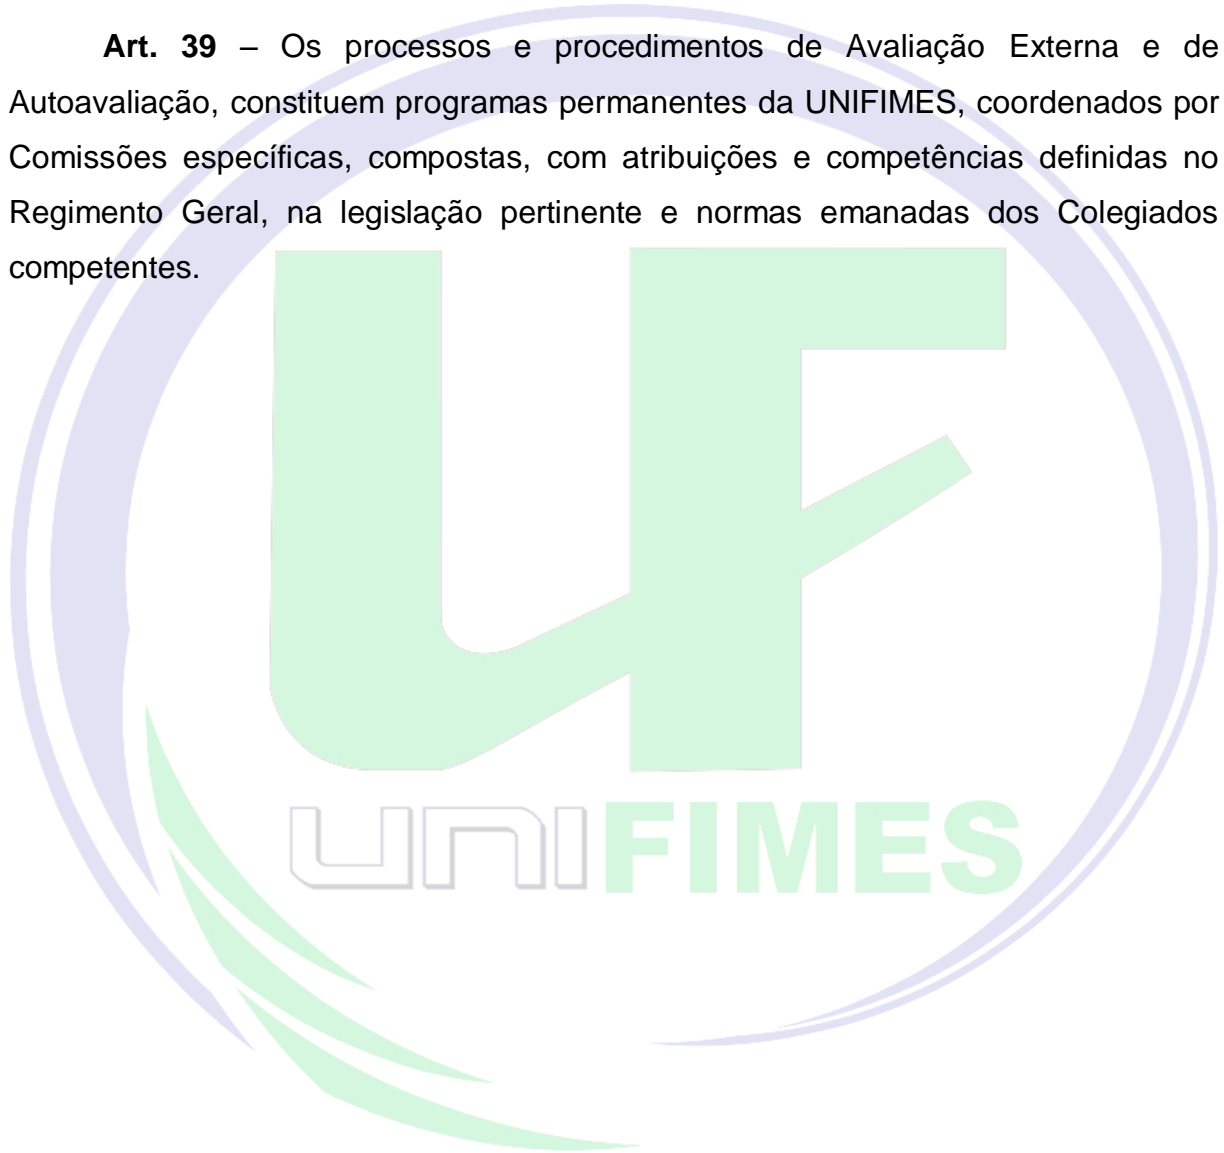 Art. 39 – Os processos e procedimentos de Avaliação Externa e de
Autoavaliação, constituem programas permanentes da UNIFIMES, coordenados por
Comissões específicas, compostas, com atribuições e competências definidas no
Regimento Geral, na legislação pertinente e normas emanadas dos Colegiados
competentes.
UF
UNIFIMES